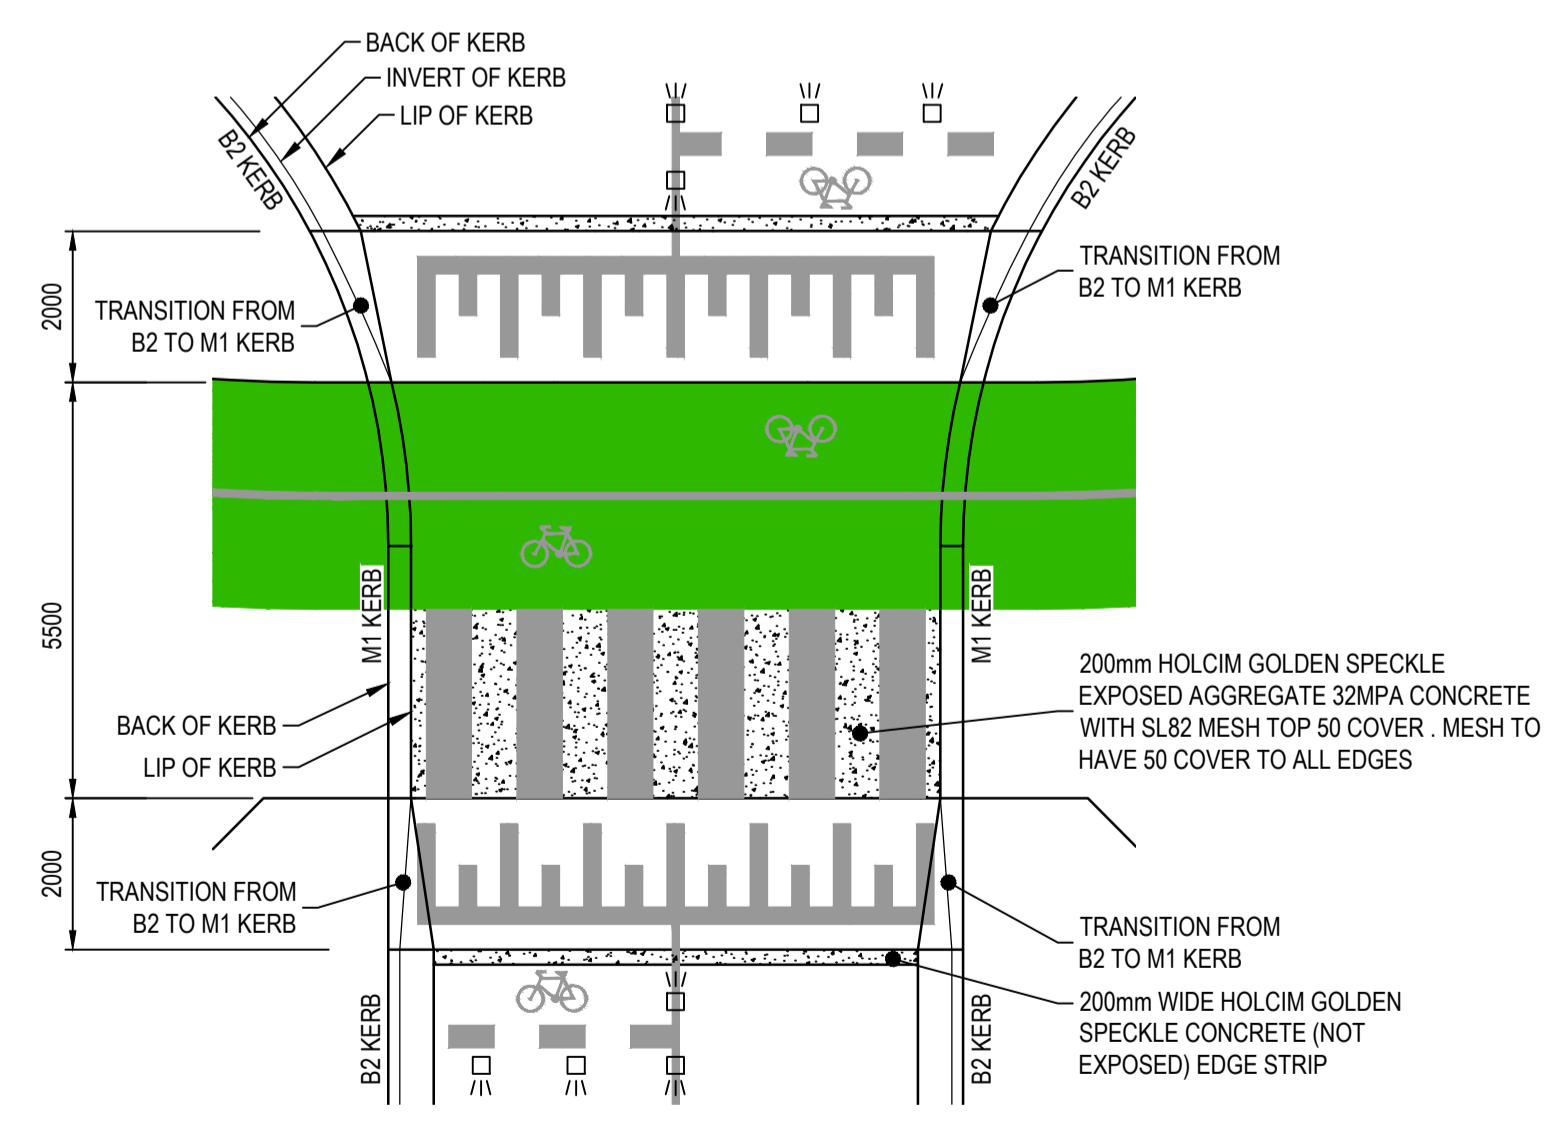 BACK OF KERB
INVERT OF KERB
LIP OF KERB
B2 KERB
B2 KERB
2000
TRANSITION FROM
B2 TO M1 KERB
TRANSITION FROM
B2 TO M1 KERB
5500
M1 KERB
M1 KERB
BACK OF KERB
LIP OF KERB
200mm HOLCIM GOLDEN SPECKLE
EXPOSED AGGREGATE 32MPA CONCRETE
WITH SL82 MESH TOP 50 COVER . MESH TO
HAVE 50 COVER TO ALL EDGES
2000
TRANSITION FROM
B2 TO M1 KERB
TRANSITION FROM
B2 TO M1 KERB
B2 KERB
B2 KERB
200mm WIDE HOLCIM GOLDEN
SPECKLE CONCRETE (NOT
EXPOSED) EDGE STRIP